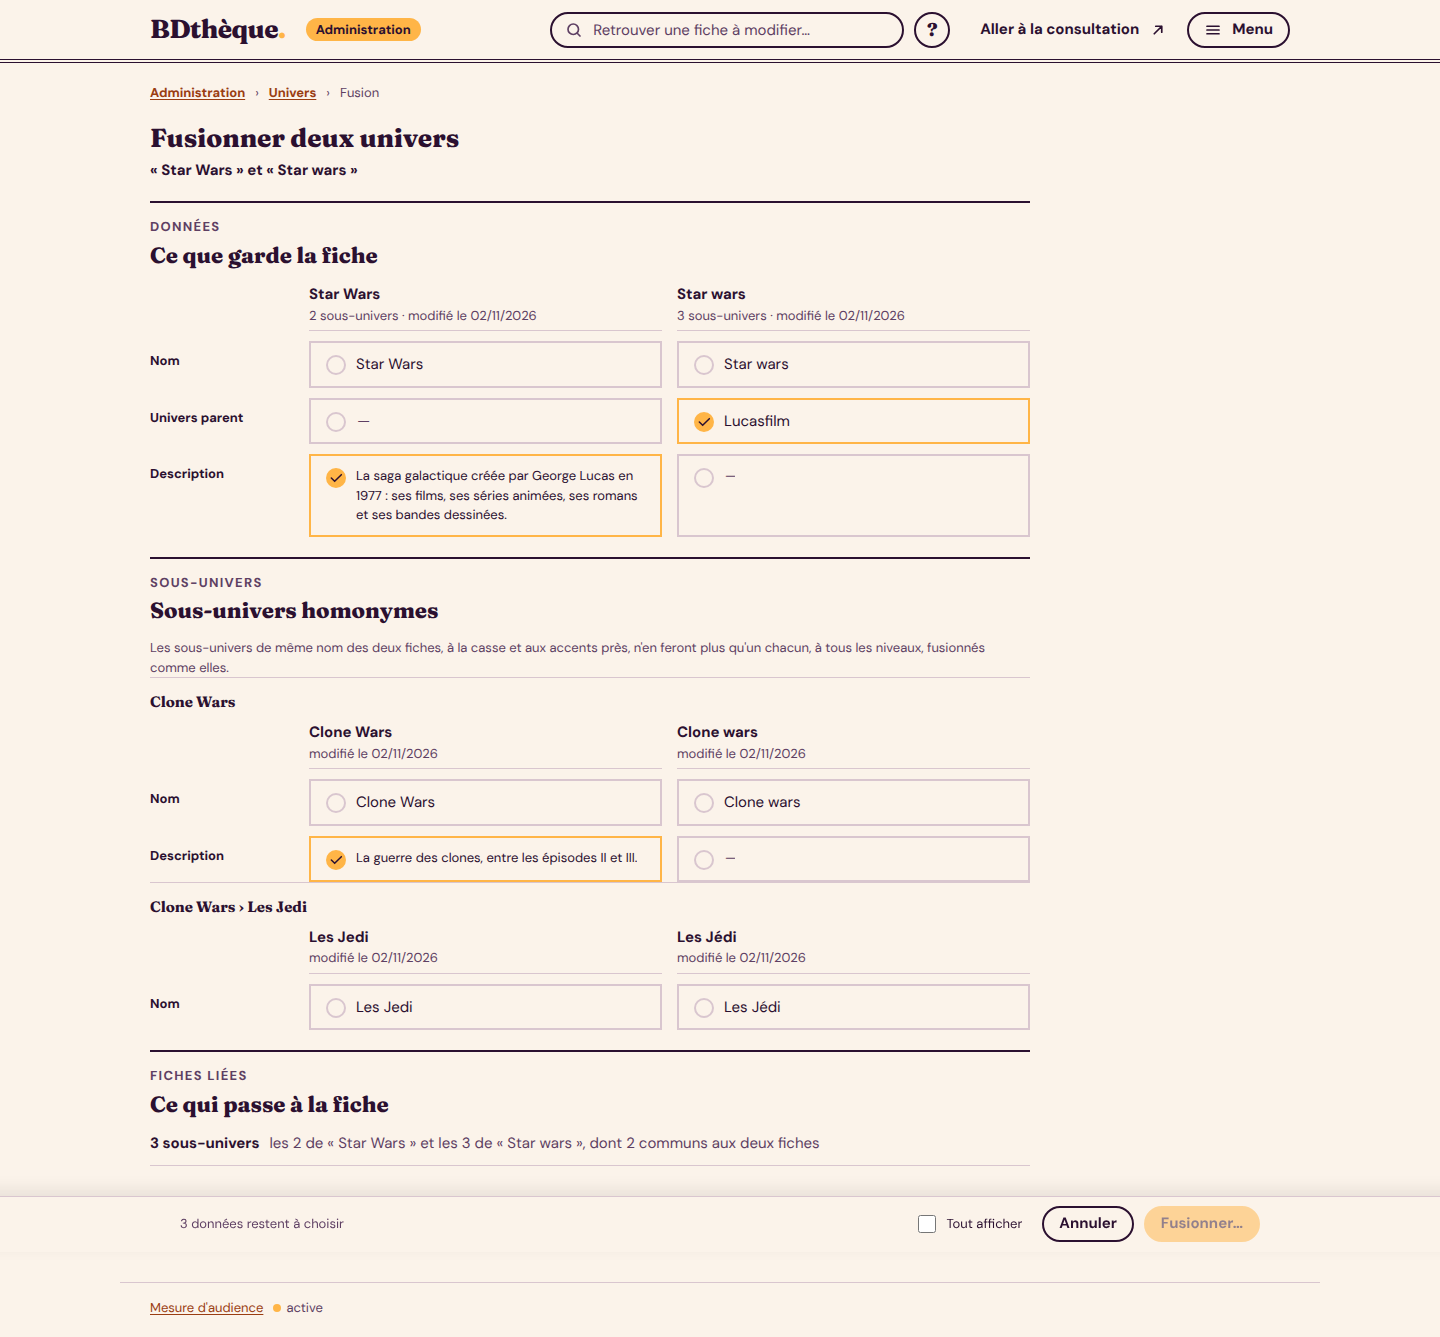 BDthèque.
Administration
Retrouver une fiche à modifier...
?
Aller à la consultation
Menu
Administration › Univers › Fusion
Fusionner deux univers
« Star Wars » et « Star wars »
DONNÉES
Ce que garde la fiche
Star Wars
2 sous-univers · modifié le 02/11/2026
Star wars
3 sous-univers · modifié le 02/11/2026
Nom
Star Wars
Star wars
Univers parent
—
Lucasfilm
Description
La saga galactique créée par George Lucas en
1977 : ses films, ses séries animées, ses romans
et ses bandes dessinées.
—
SOUS-UNIVERS
Sous-univers homonymes
Les sous-univers de même nom des deux fiches, à la casse et aux accents près, n'en feront plus qu'un chacun, à tous les niveaux, fusionnés
comme elles.
Clone Wars
Clone Wars
modifié le 02/11/2026
Clone wars
modifié le 02/11/2026
Nom
Clone Wars
Clone wars
Description
La guerre des clones, entre les épisodes II et III.
—
Clone Wars › Les Jedi
Les Jedi
modifié le 02/11/2026
Les Jédi
modifié le 02/11/2026
Nom
Les Jedi
Les Jédi
FICHES LIÉES
Ce qui passe à la fiche
3 sous-univers les 2 de « Star Wars » et les 3 de « Star wars », dont 2 communs aux deux fiches
3 données restent à choisir
Tout afficher
Annuler
Fusionner...
Mesure d'audience
active